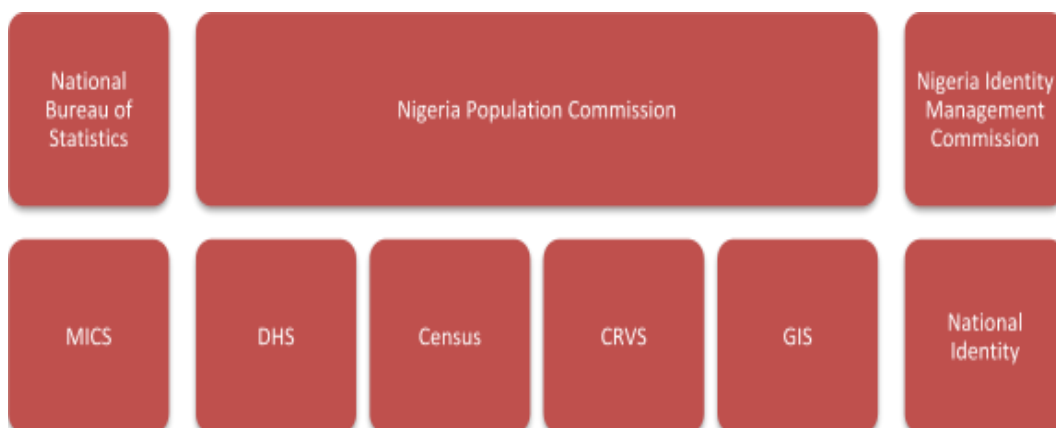 National
Bureau of
Statistics
Nigeria Population Commission
Nigeria Identity
Management
Commission
MICS
DHS
Census
CRVS
GIS
National
Identity